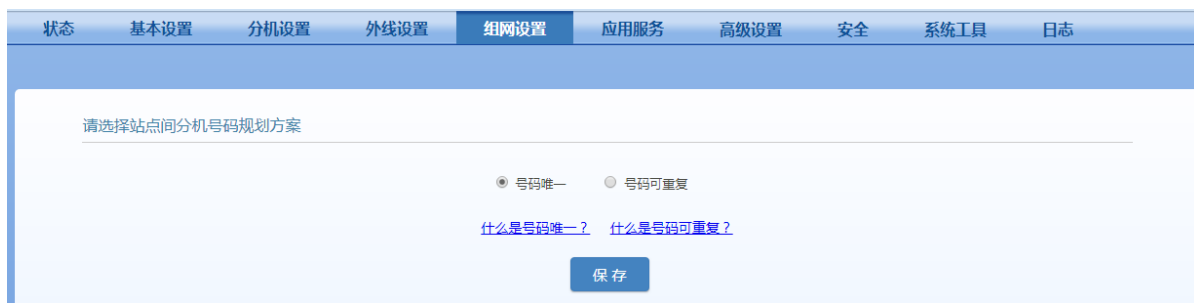 状态 基本设置 分机设置 外线设置 组网设置 应用服务 高级设置 安全 系统工具 日志
请选择站点间分机号码规划方案
号码唯一 号码可重复
什么是号码唯一？ 什么是号码可重复？
保存